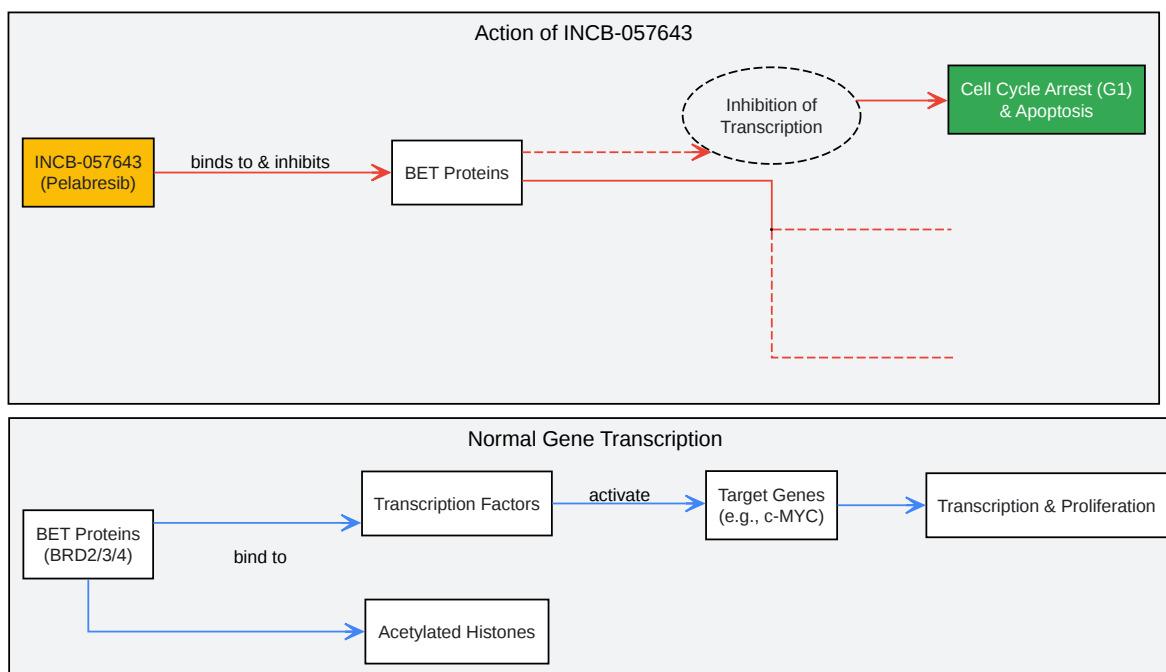 Action of INCB-057643
Cell Cycle Arrest (G1)
& Apoptosis
Inhibition of
Transcription
INCB-057643
(Pelabresib)
binds to & inhibits
BET Proteins
Normal Gene Transcription
BET Proteins
(BRD2/3/4)
bind to
Transcription Factors
activate
Target Genes
(e.g., c-MYC)
Transcription & Proliferation
Acetylated Histones